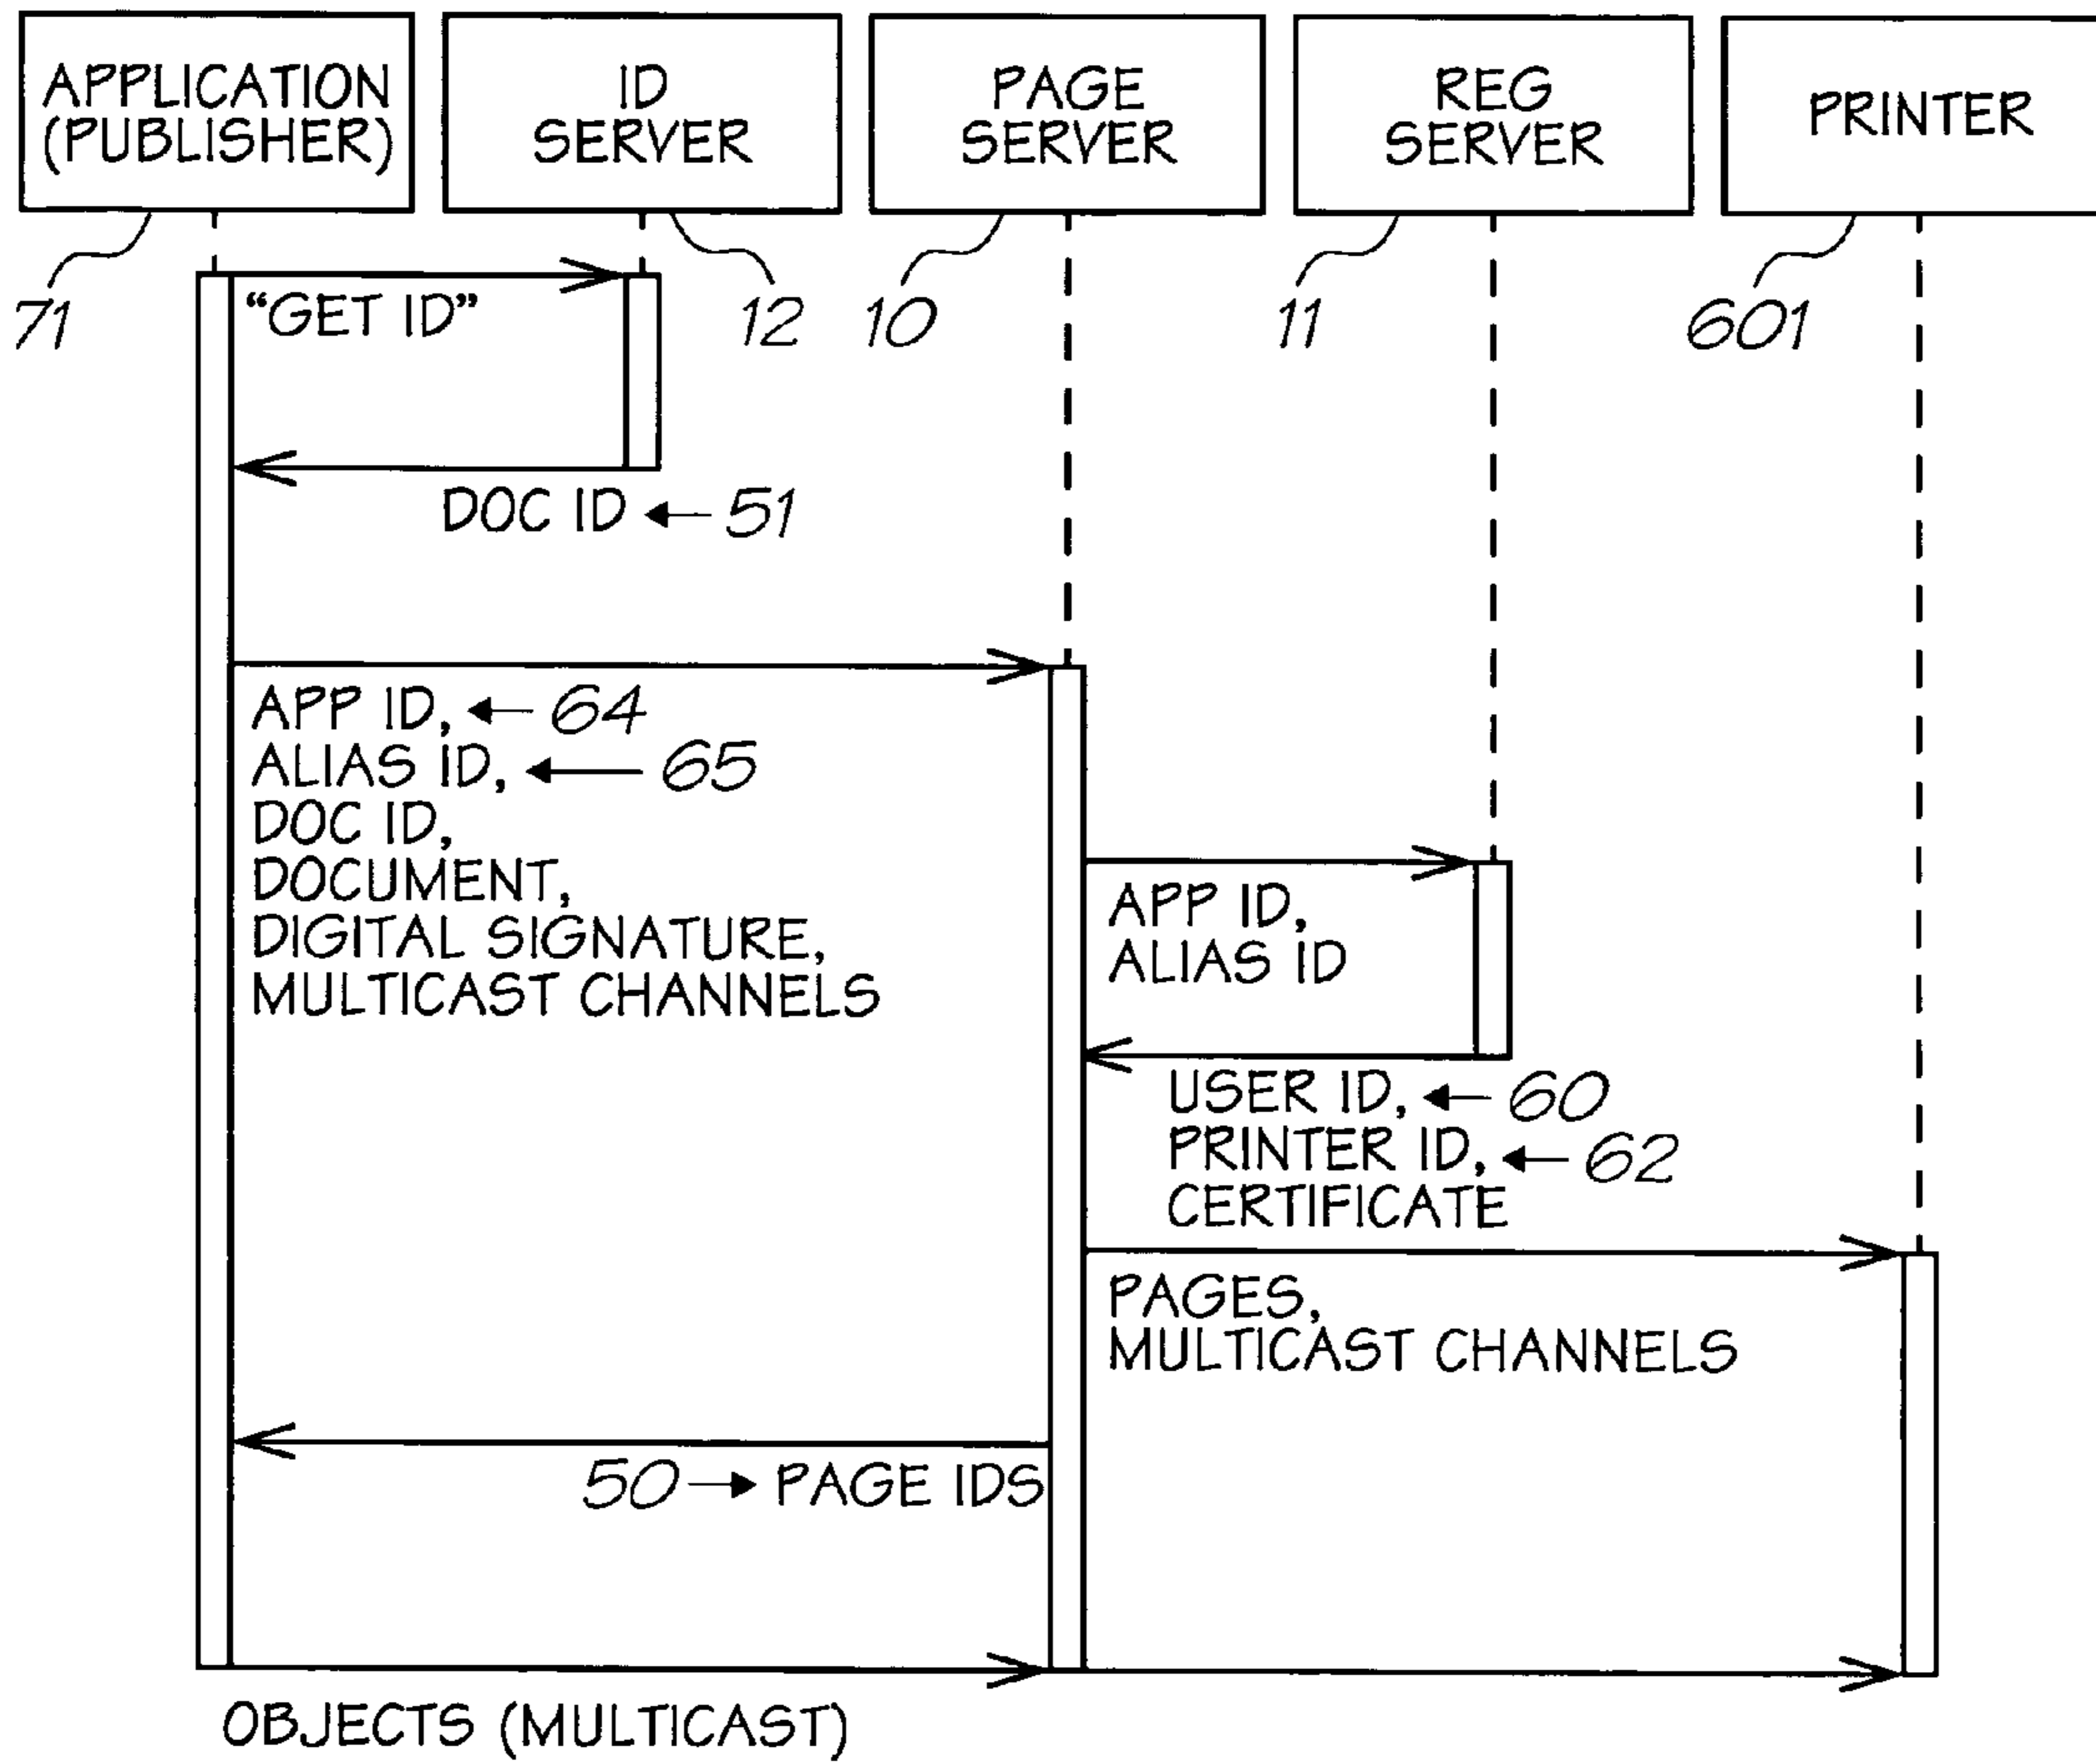 APPLICATION
(PUBLISHER)
ID
SERVER
PAGE
SERVER
REG
SERVER
PRINTER
71
12
10
11
601
“GET ID”
DOC ID 51
APP ID, 64
ALIAS ID, 65
DOC ID,
DOCUMENT,
DIGITAL SIGNATURE,
MULTICAST CHANNELS
APP ID,
ALIAS ID
USER ID, 60
PRINTER ID, 62
CERTIFICATE
PAGES,
MULTICAST CHANNELS
50 PAGE IDS
OBJECTS (MULTICAST)